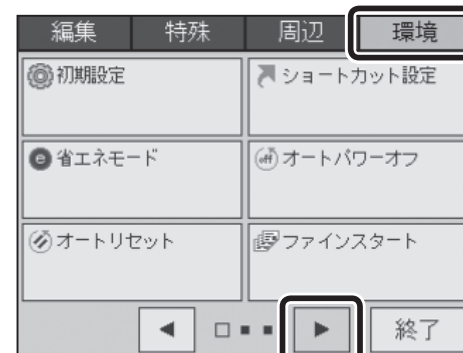 編集 特殊 周辺 環境
初期設定 ショートカット設定
e 省エネモード off オートパワーオフ
オートリセット ファインスタート
終了